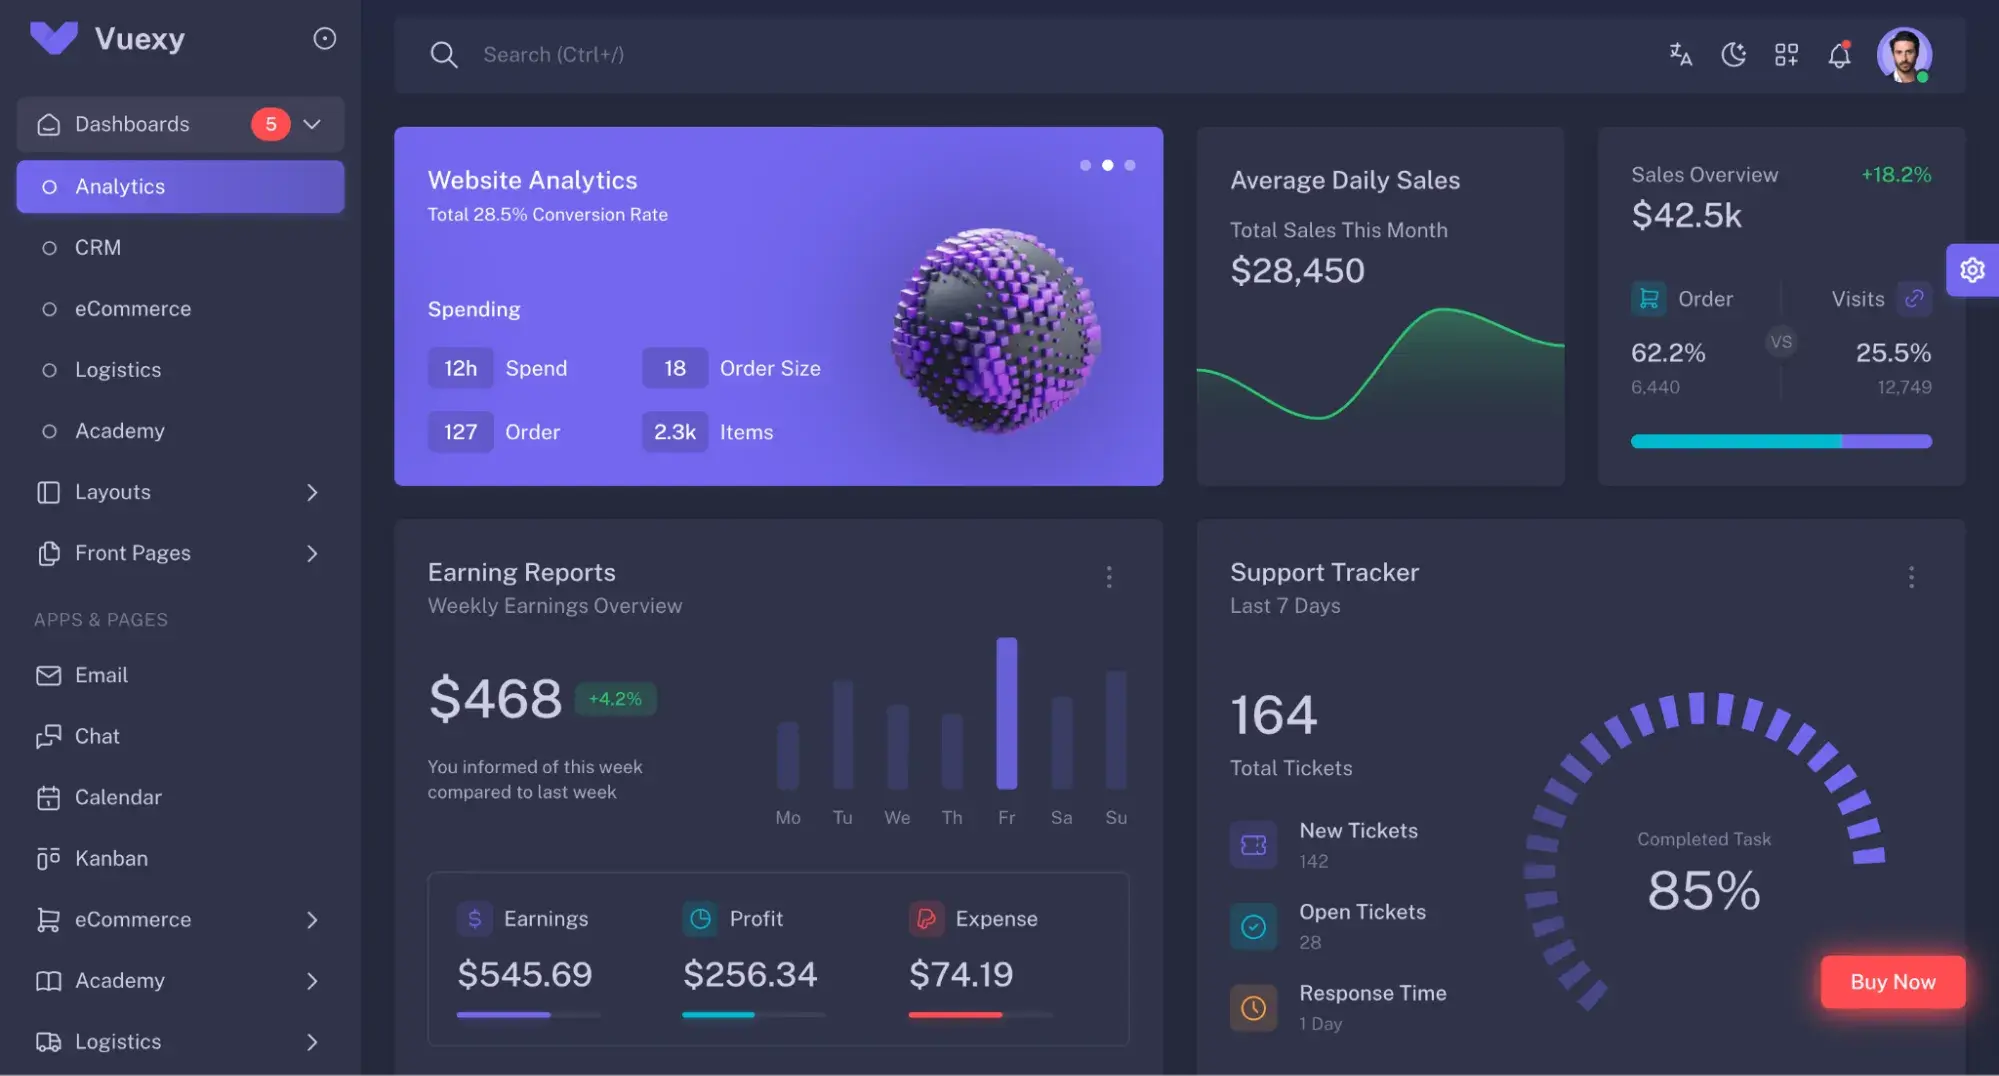 Vuexy
Dashboards 5
Analytics
CRM
eCommerce
Logistics
Academy
Layouts
Front Pages
APPS & PAGES
Email
Chat
Calendar
Kanban
eCommerce
Academy
Logistics
Search (Ctrl+/)
Website Analytics
Total 28.5% Conversion Rate
Spending
12h Spend 18 Order Size
127 Order 2.3k Items
Average Daily Sales
Total Sales This Month
$28,450
Sales Overview +18.2%
$42.5k
Order Visits
VS
62.2% 25.5%
6,440 12,749
Earning Reports
Weekly Earnings Overview
$468 +4.2%
You informed of this week
compared to last week
Mo Tu We Th Fr Sa Su
Earnings Profit Expense
$545.69 $256.34 $74.19
Support Tracker
Last 7 Days
164
Total Tickets
New Tickets
142
Open Tickets
28
Response Time
1 Day
Completed Task
85%
Buy Now